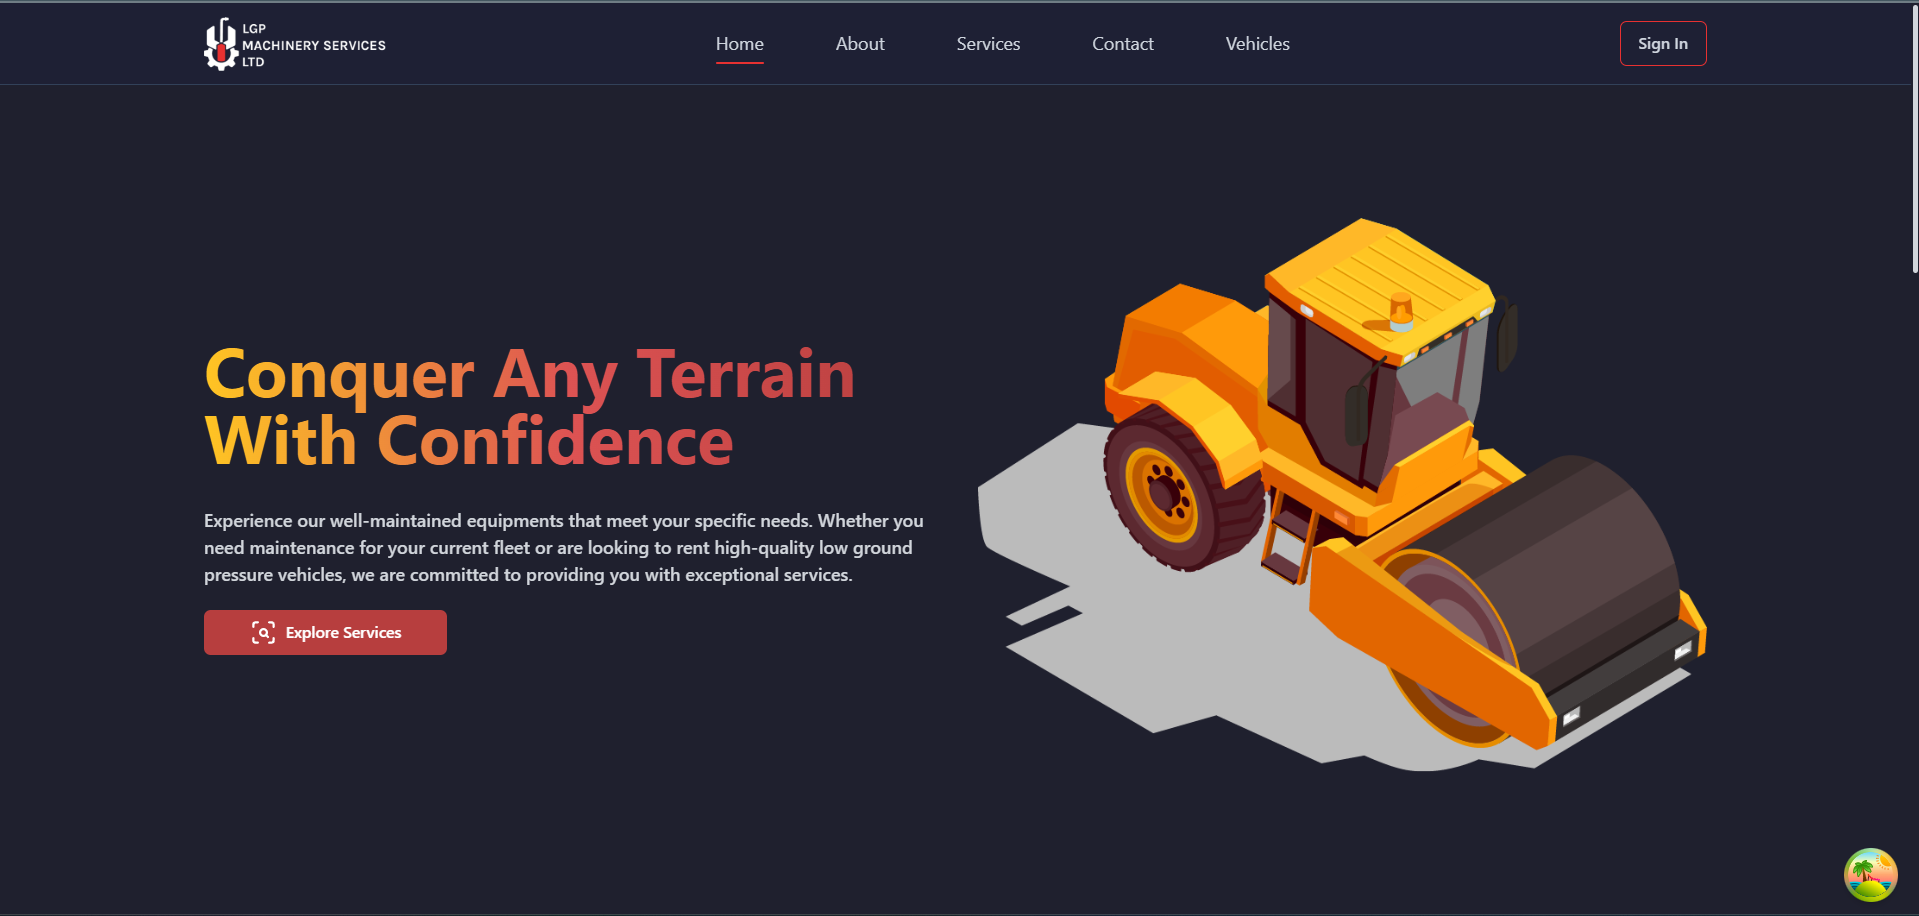 LGP
MACHINERY SERVICES
LTD
Home
About
Services
Contact
Vehicles
Sign In
Conquer Any Terrain
With Confidence
Experience our well-maintained equipments that meet your specific needs. Whether you
need maintenance for your current fleet or are looking to rent high-quality low ground
pressure vehicles, we are committed to providing you with exceptional services.
Explore Services